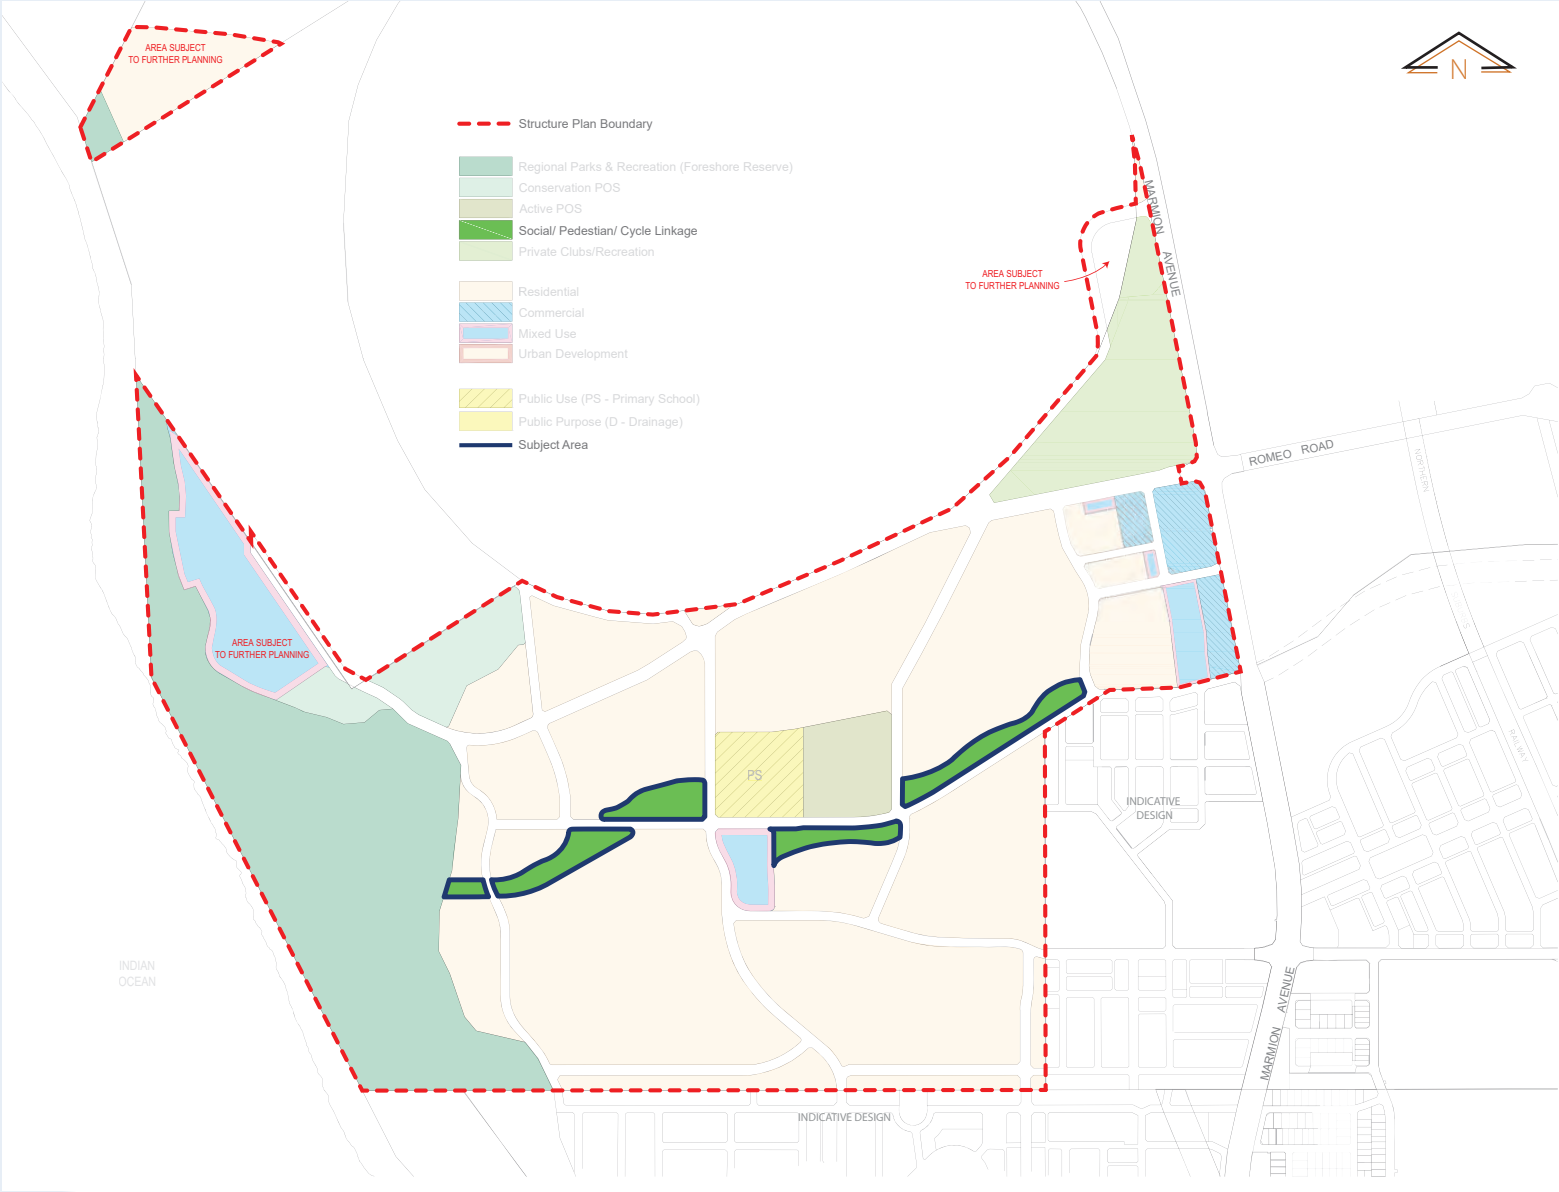 AREA SUBJECT
TO FURTHER PLANNING
N
Structure Plan Boundary
Regional Parks & Recreation (Foreshore Reserve)
Conservation POS
Active POS
Social/ Pedestian/ Cycle Linkage
Private Clubs/Recreation
Residential
Commercial
Mixed Use
Urban Development
Public Use (PS - Primary School)
Public Purpose (D - Drainage)
Subject Area
MARMION AVENUE
AREA SUBJECT
TO FURTHER PLANNING
ROMEO ROAD
NORTHERN
S
RAILWAY
AREA SUBJECT
TO FURTHER PLANNING
PS
INDICATIVE
DESIGN
INDIAN
OCEAN
MARMION AVENUE
INDICATIVE DESIGN